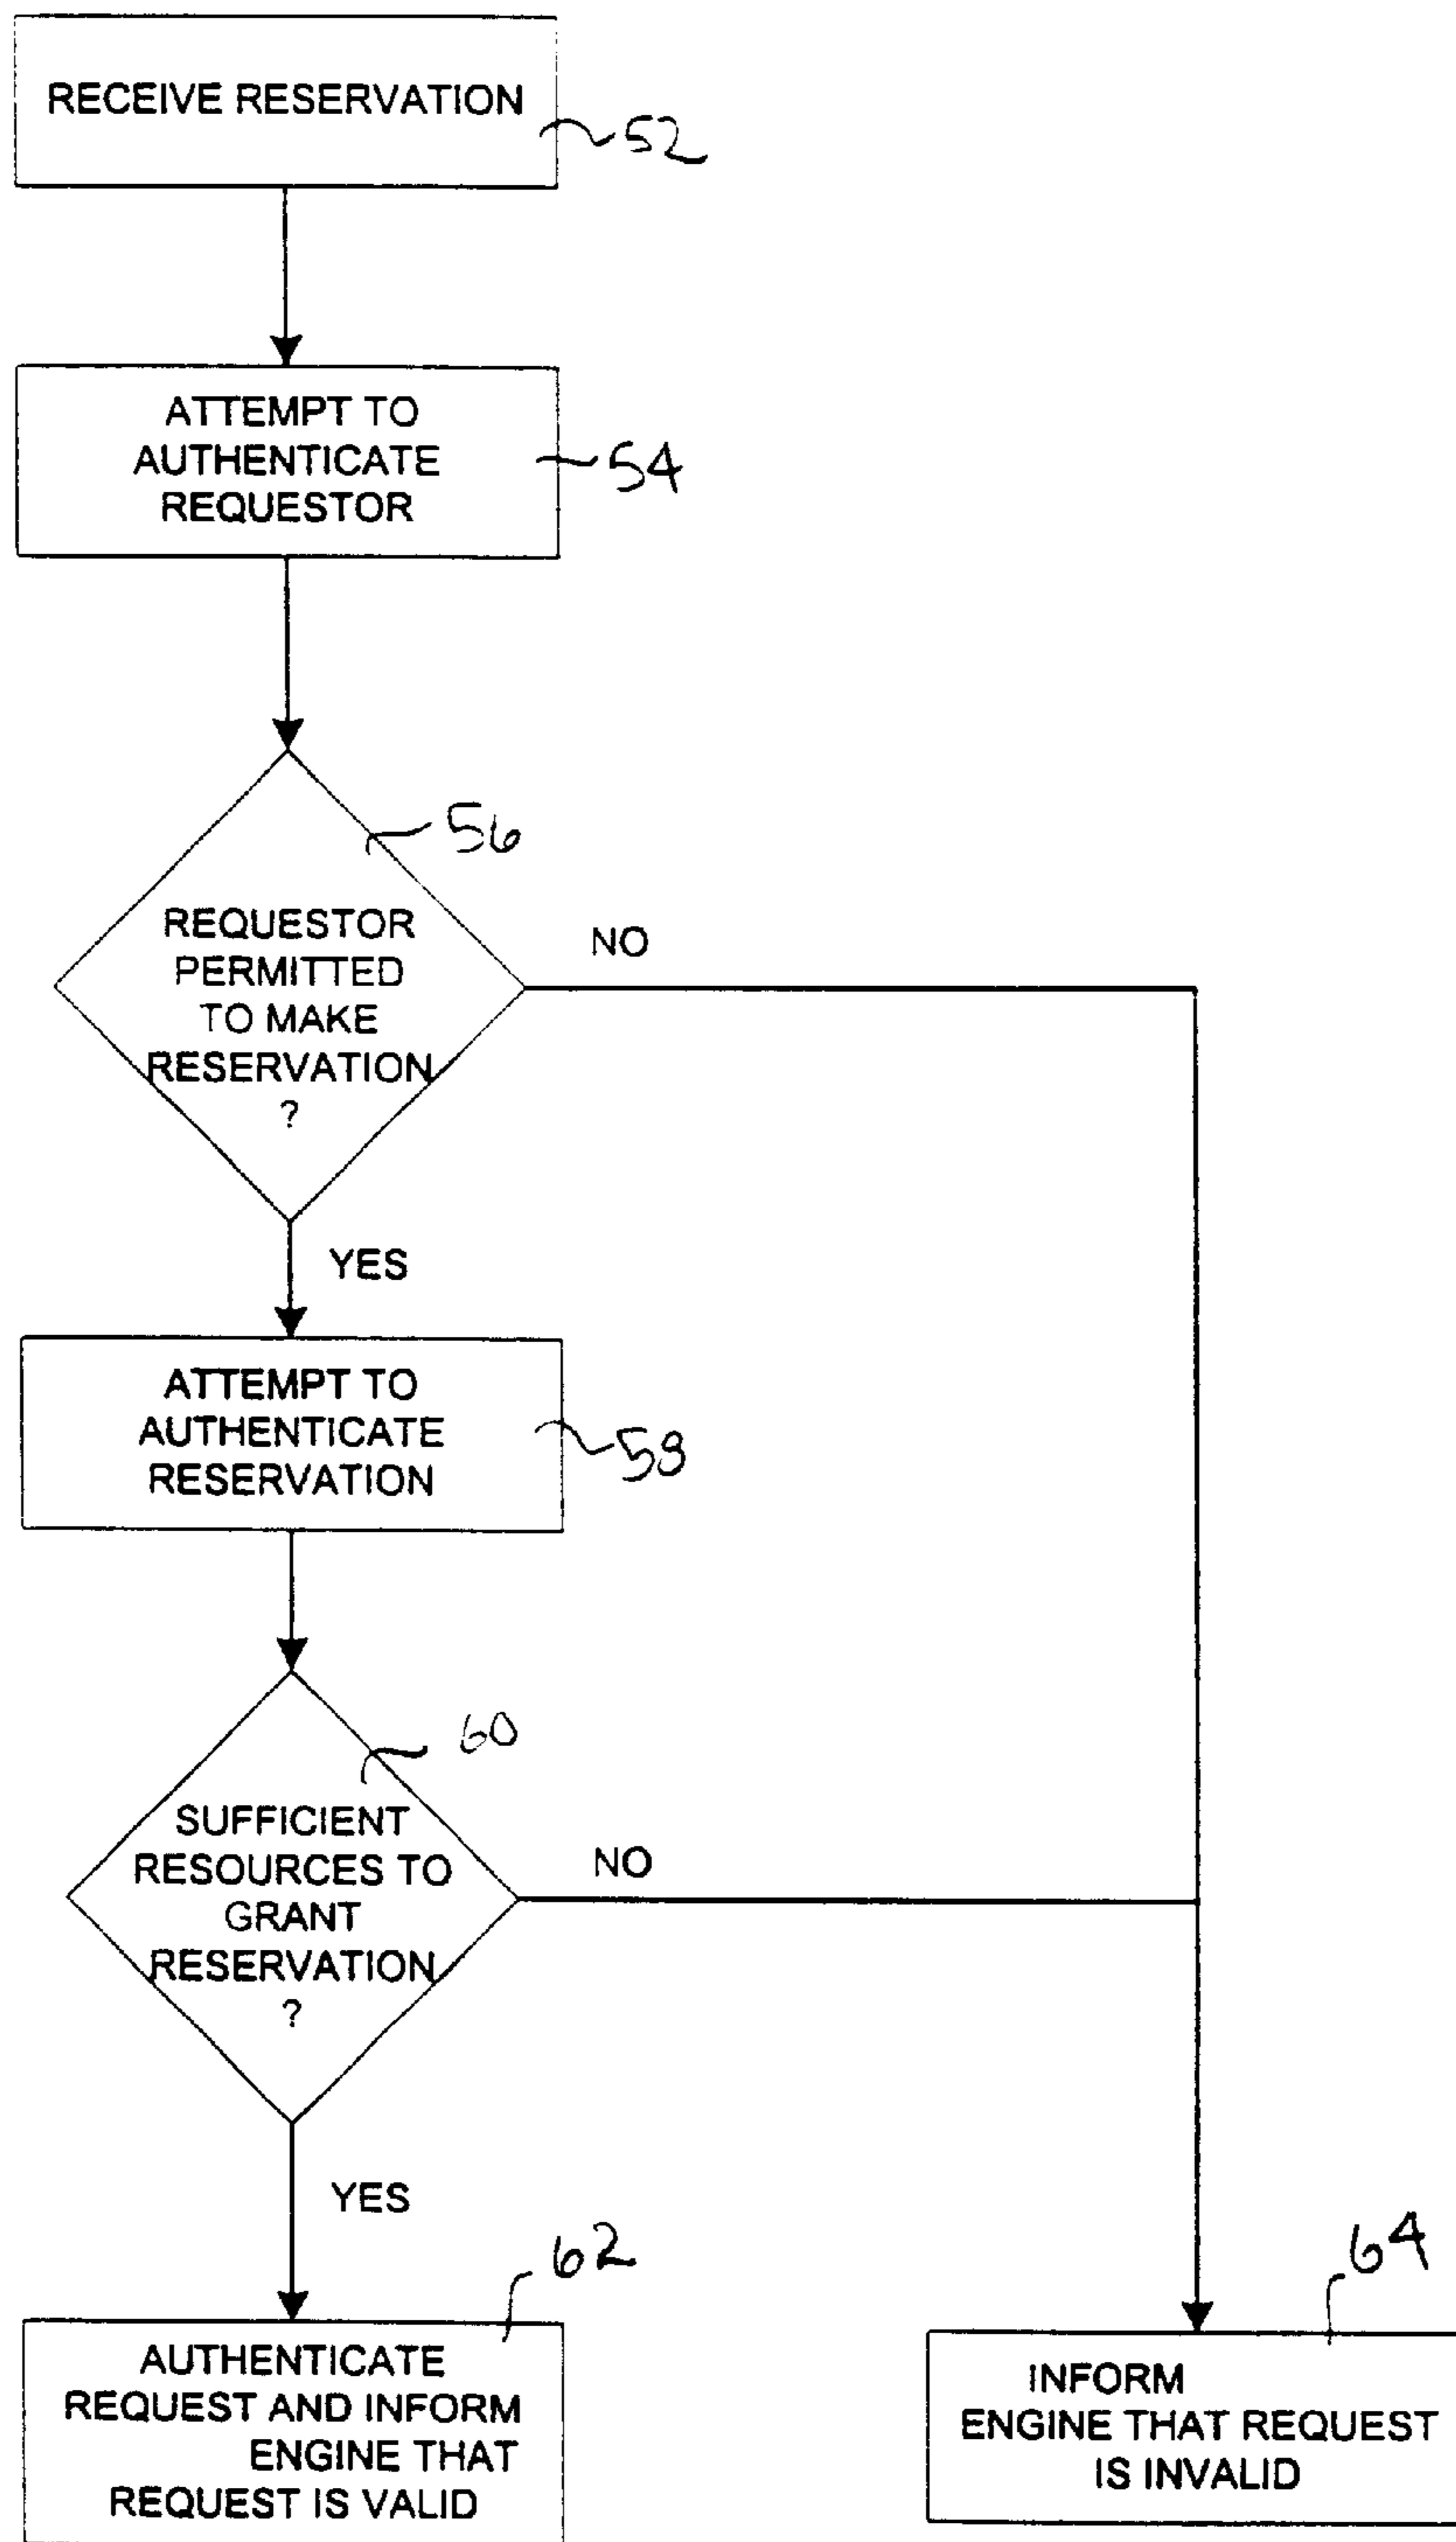 RECEIVE RESERVATION
52
ATTEMPT TO
AUTHENTICATE
REQUESTOR
54
56
REQUESTOR
PERMITTED
TO MAKE
RESERVATION
?
NO
YES
ATTEMPT TO
AUTHENTICATE
RESERVATION
58
60
SUFFICIENT
RESOURCES TO
GRANT
RESERVATION
?
NO
YES
62
AUTHENTICATE
REQUEST AND INFORM
ENGINE THAT
REQUEST IS VALID
64
INFORM
ENGINE THAT REQUEST
IS INVALID